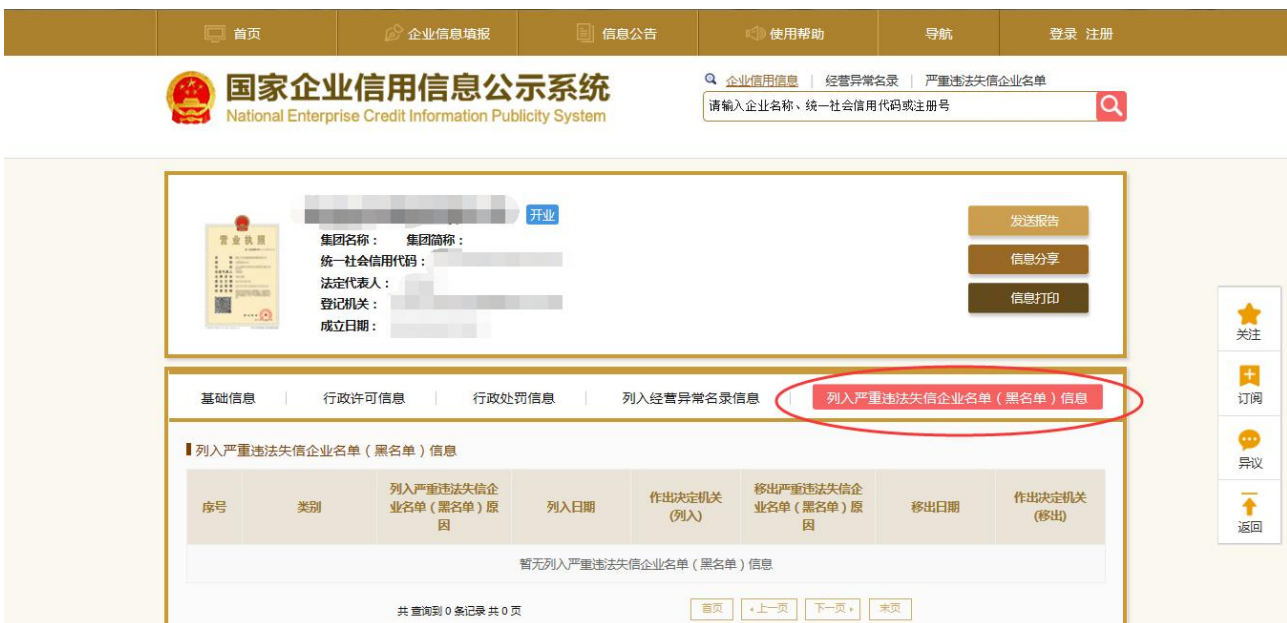 首页 企业信息填报 信息公告 使用帮助 导航 登录 注册
国家企业信用信息公示系统
National Enterprise Credit Information Publicity System
企业信用信息 | 经营异常名录 | 严重违法失信企业名单
请输入企业名称、统一社会信用代码或注册号
开业
营业执照
集团名称： 集团简称：
统一社会信用代码：
法定代表人：
登记机关：
成立日期：
发送报告
信息分享
信息打印
关注
订阅
异议
返回
基础信息 | 行政许可信息 | 行政处罚信息 | 列入经营异常名录信息 | 列入严重违法失信企业名单（黑名单）信息
列入严重违法失信企业名单（黑名单）信息
序号 类别 列入严重违法失信企业名单（黑名单）原因 列入日期 作出决定机关(列入) 移出严重违法失信企业名单（黑名单）原因 移出日期 作出决定机关(移出)
暂无列入严重违法失信企业名单（黑名单）信息
共 查询到 0 条记录 共 0 页 首页 上一页 下一页 末页